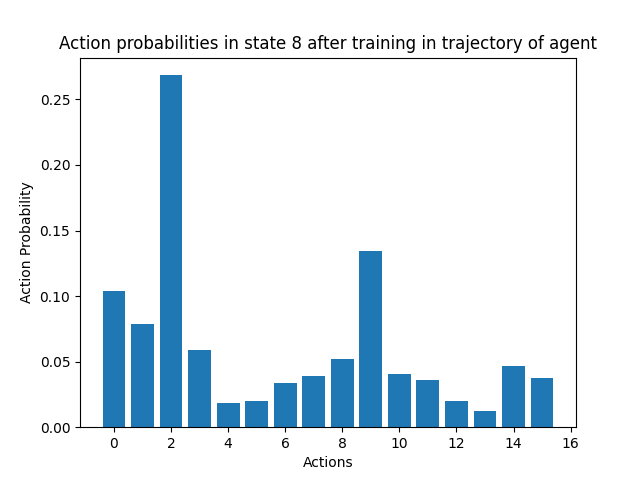 Action probabilities in state 8 after training in trajectory of agent
0.25
0.20
0.15
0.10
0.05
0.00
Action Probability
0 2 4 6 8 10 12 14 16
Actions